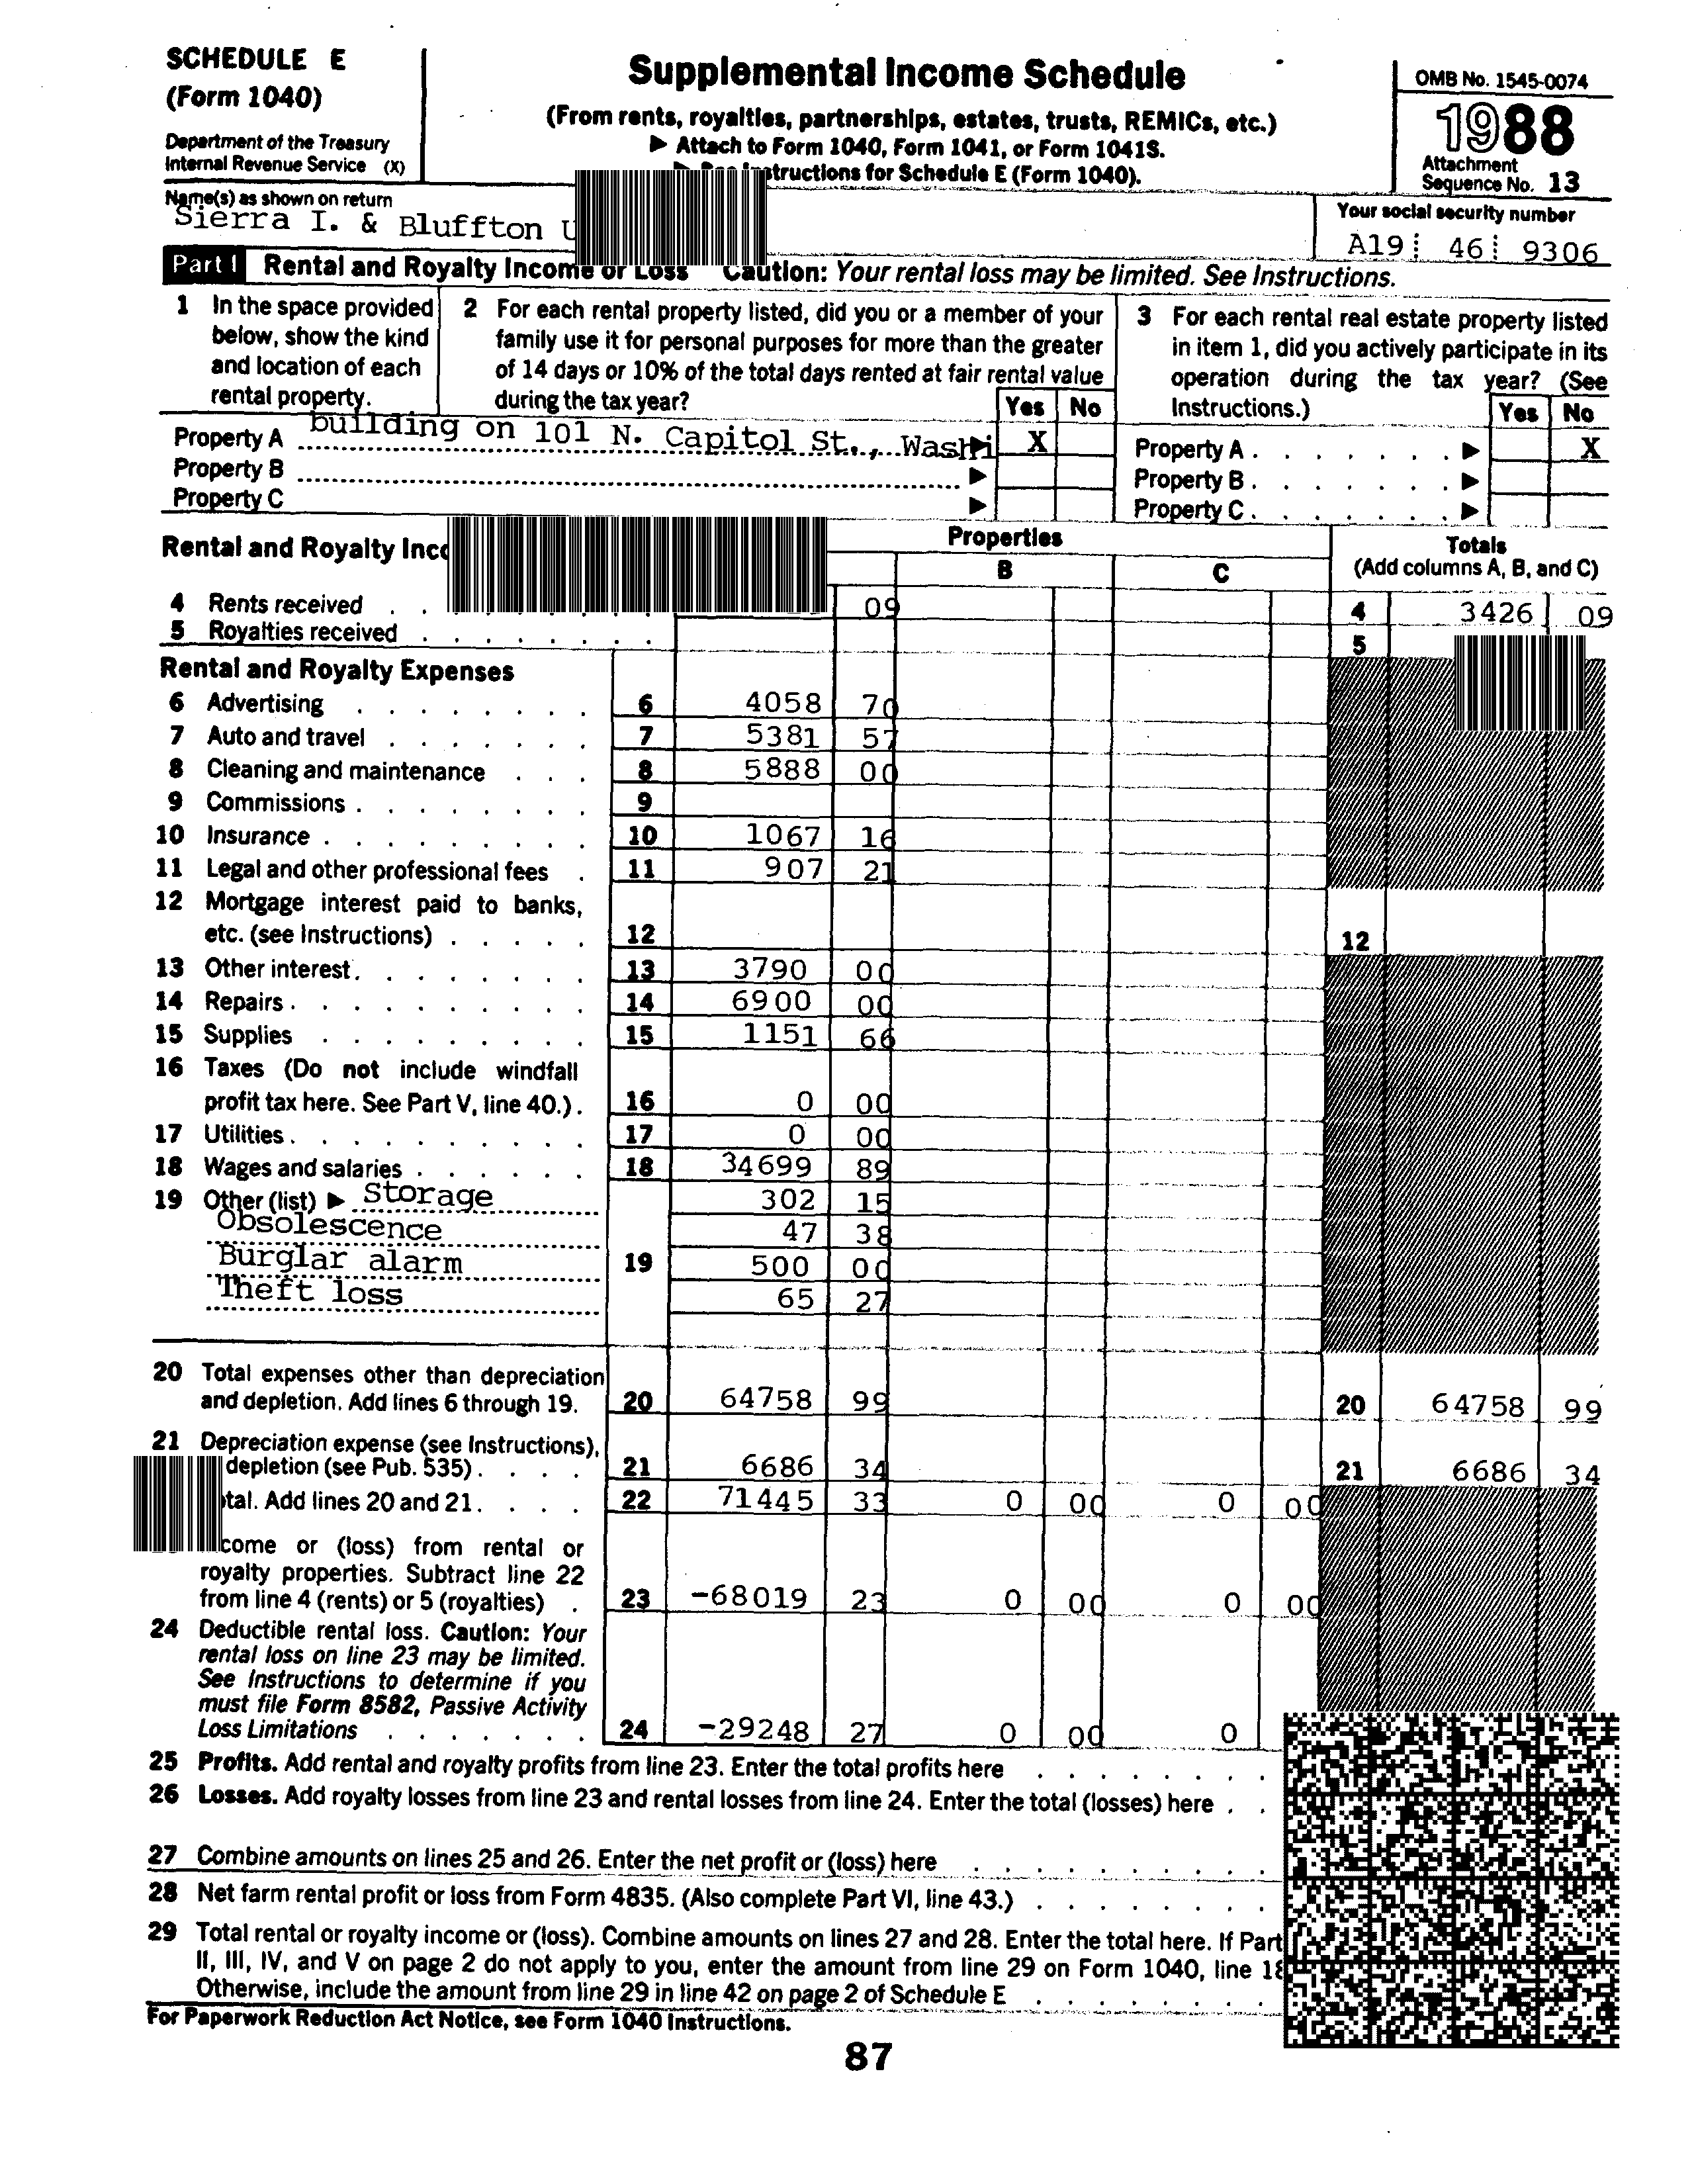 SCHEDULE E
(Form 1040)
Department of the Treasury
Internal Revenue Service (X)
Supplemental Income Schedule
(From rents, royalties, partnerships, estates, trusts, REMICs, etc.)
▶ Attach to Form 1040, Form 1041, or Form 1041S.
structions for Schedule E (Form 1040).
OMB No. 1545-0074
1988
Attachment
Sequence No. 13
Name(s) as shown on return
Sierra I. & Bluffton
Your social security number
A19 46 9306
Part I Rental and Royalty Income or Loss Caution: Your rental loss may be limited. See Instructions.
1 In the space provided
below, show the kind
and location of each
rental property.
2 For each rental property listed, did you or a member of your
family use it for personal purposes for more than the greater
of 14 days or 10% of the total days rented at fair rental value
during the tax year?
Yes No
3 For each rental real estate property listed
in item 1, did you actively participate in its
operation during the tax year? (See
Instructions.)
Yes No
Property A building on 101 N. Capitol St., Washi X
Property B ▶
Property C ▶
Property A . . . . . . . ▶ X
Property B . . . . . . . ▶
Property C . . . . . . . ▶
Rental and Royalty Inc
Properties
B C
Totals
(Add columns A, B, and C)
4 Rents received . . 09 4 3426 09
5 Royalties received . . . . . . . . 5
Rental and Royalty Expenses
6 Advertising . . . . . . . . 6 4058 70
7 Auto and travel . . . . . . . 7 5381 57
8 Cleaning and maintenance . . . 8 5888 00
9 Commissions . . . . . . . . 9
10 Insurance . . . . . . . . . 10 1067 16
11 Legal and other professional fees . 11 907 21
12 Mortgage interest paid to banks,
etc. (see Instructions) . . . . . 12 12
13 Other interest . . . . . . . . 13 3790 00
14 Repairs . . . . . . . . . . 14 6900 00
15 Supplies . . . . . . . . . 15 1151 66
16 Taxes (Do not include windfall
profit tax here. See Part V, line 40.) . 16 0 00
17 Utilities . . . . . . . . . . 17 0 00
18 Wages and salaries . . . . . . 18 34699 89
19 Other (list) ▶ Storage 302 15
Obsolescence 47 38
Burglar alarm 19 500 00
Theft loss 65 27
20 Total expenses other than depreciation
and depletion. Add lines 6 through 19. 20 64758 99 20 64758 99
21 Depreciation expense (see Instructions),
depletion (see Pub. 535) . . . . 21 6686 34 21 6686 34
tal. Add lines 20 and 21 . . . . 22 71445 33 0 00 0 00
come or (loss) from rental or
royalty properties. Subtract line 22
from line 4 (rents) or 5 (royalties) . 23 -68019 23 0 00 0 00
24 Deductible rental loss. Caution: Your
rental loss on line 23 may be limited.
See Instructions to determine if you
must file Form 8582, Passive Activity
Loss Limitations . . . . . . . 24 -29248 27 0 00 0
25 Profits. Add rental and royalty profits from line 23. Enter the total profits here . . . . . . . .
26 Losses. Add royalty losses from line 23 and rental losses from line 24. Enter the total (losses) here . .
27 Combine amounts on lines 25 and 26. Enter the net profit or (loss) here . . . . . . . . . .
28 Net farm rental profit or loss from Form 4835. (Also complete Part VI, line 43.) . . . . . . . .
29 Total rental or royalty income or (loss). Combine amounts on lines 27 and 28. Enter the total here. If Part
II, III, IV, and V on page 2 do not apply to you, enter the amount from line 29 on Form 1040, line
Otherwise, include the amount from line 29 in line 42 on page 2 of Schedule E . . . . . . . .
For Paperwork Reduction Act Notice, see Form 1040 Instructions.
87